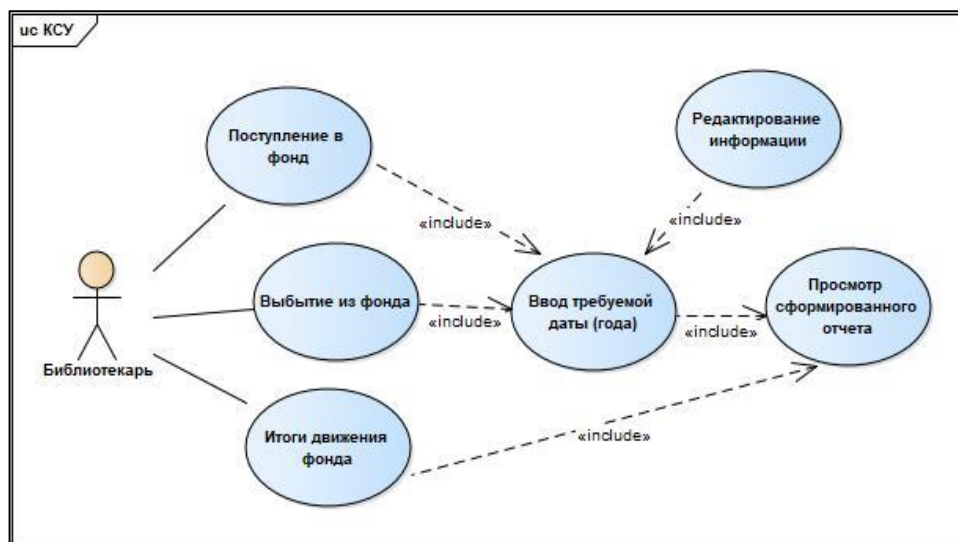 uc КСУ
Поступление в
фонд
Редактирование
информации
«include»
«include»
Выбытие из фонда
«include»
Ввод требуемой
даты (года)
«include»
Просмотр
сформированного
отчета
Библиотекарь
Итоги движения
фонда
«include»